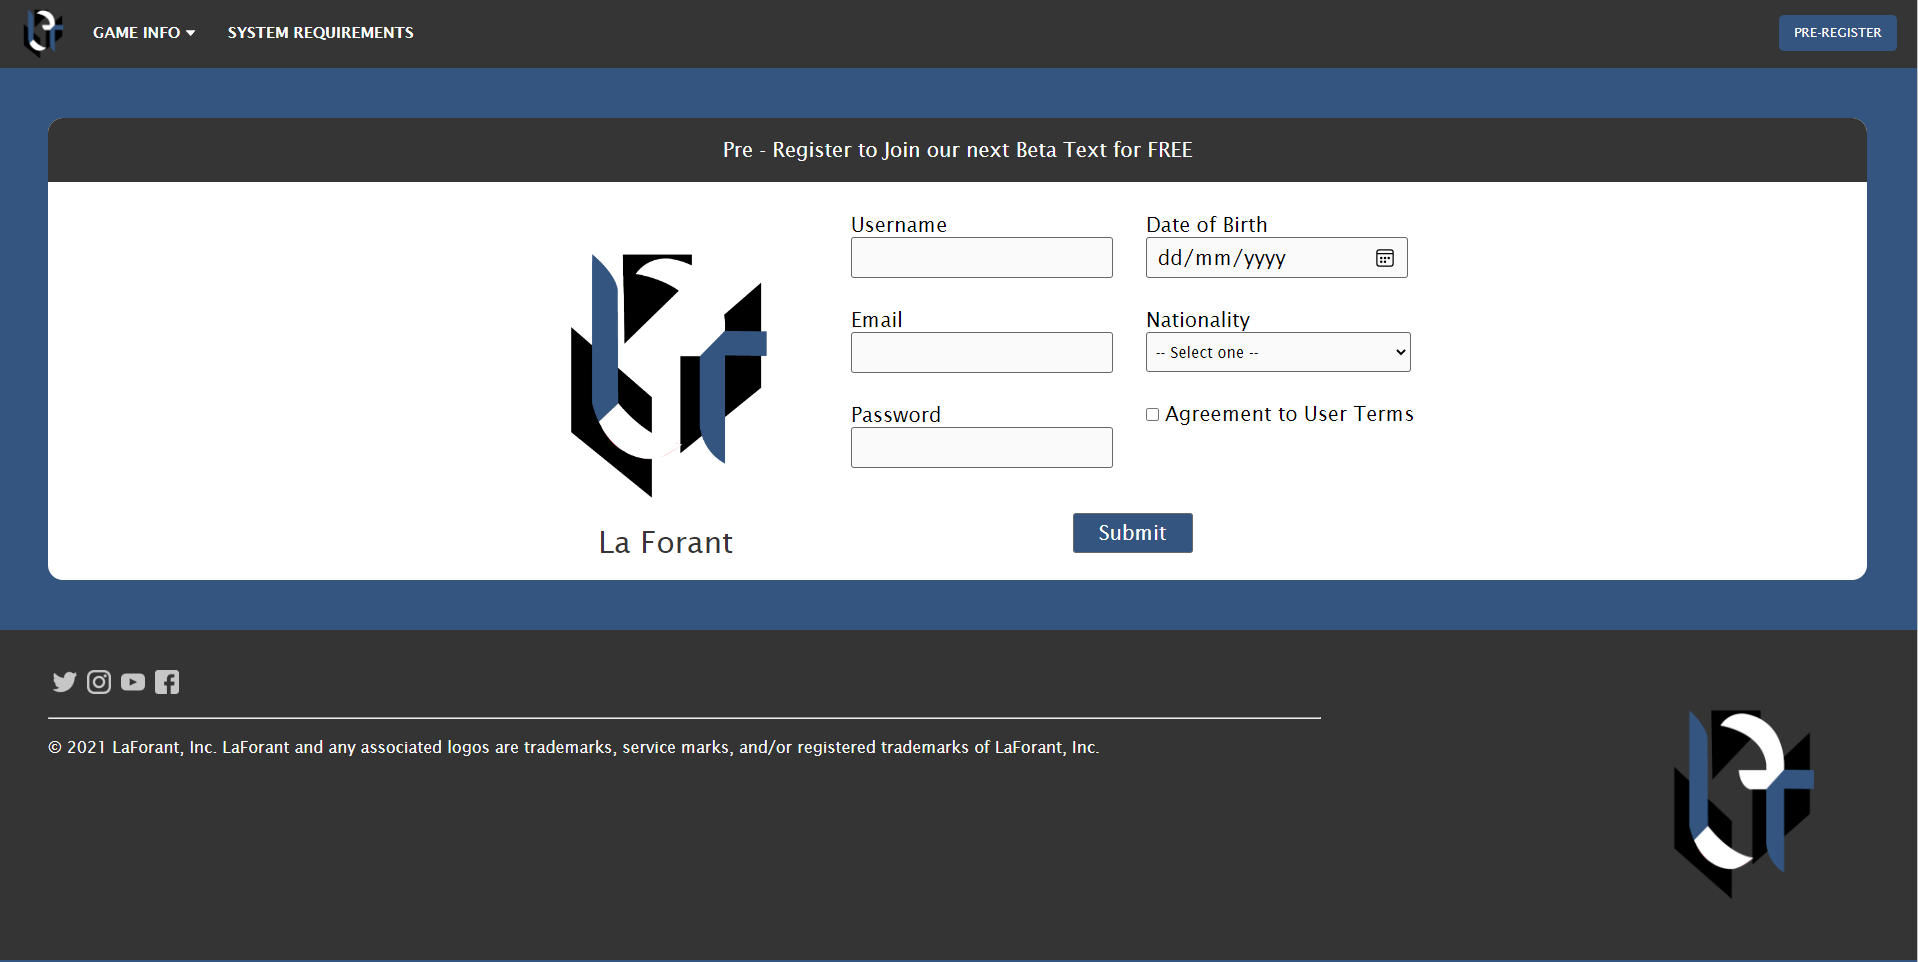 GAME INFO
SYSTEM REQUIREMENTS
PRE-REGISTER
Pre - Register to Join our next Beta Text for FREE
Username
Date of Birth
dd/mm/yyyy
Email
Nationality
-- Select one --
Password
Agreement to User Terms
Submit
La Forant
© 2021 LaForant, Inc. LaForant and any associated logos are trademarks, service marks, and/or registered trademarks of LaForant, Inc.